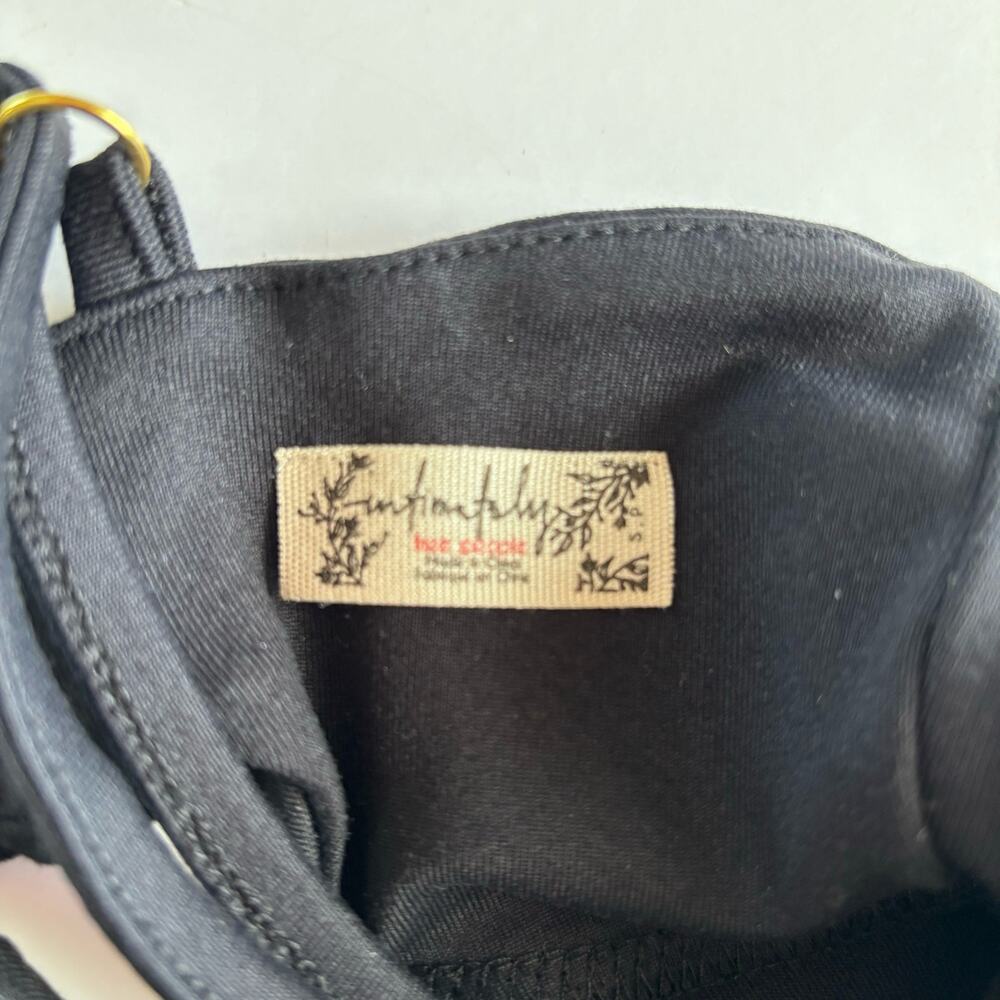 intimately
free people
Made in China
Fabriqué en Chine
S.P